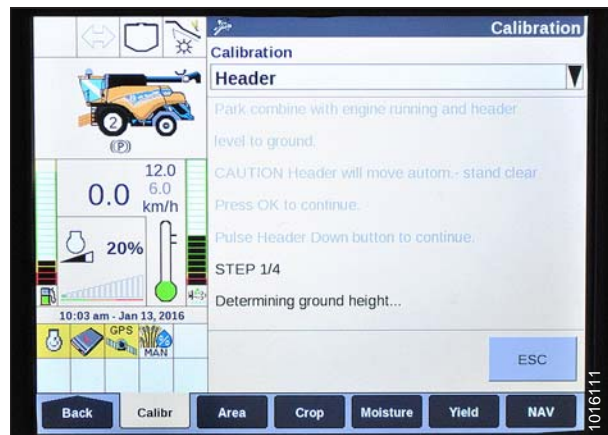 Calibration
Calibration
Header
Park combine with engine running and header
level to ground.
CAUTION Header will move autom.- stand clear
Press OK to continue.
Pulse Header Down button to continue.
STEP 1/4
Determining ground height...
ESC
2
(P)
12.0
0.0
6.0
km/h
20%
F
10:03 am - Jan 13, 2016
GPS
MAN
Back
Calibr
Area
Crop
Moisture
Yield
NAV
1016111